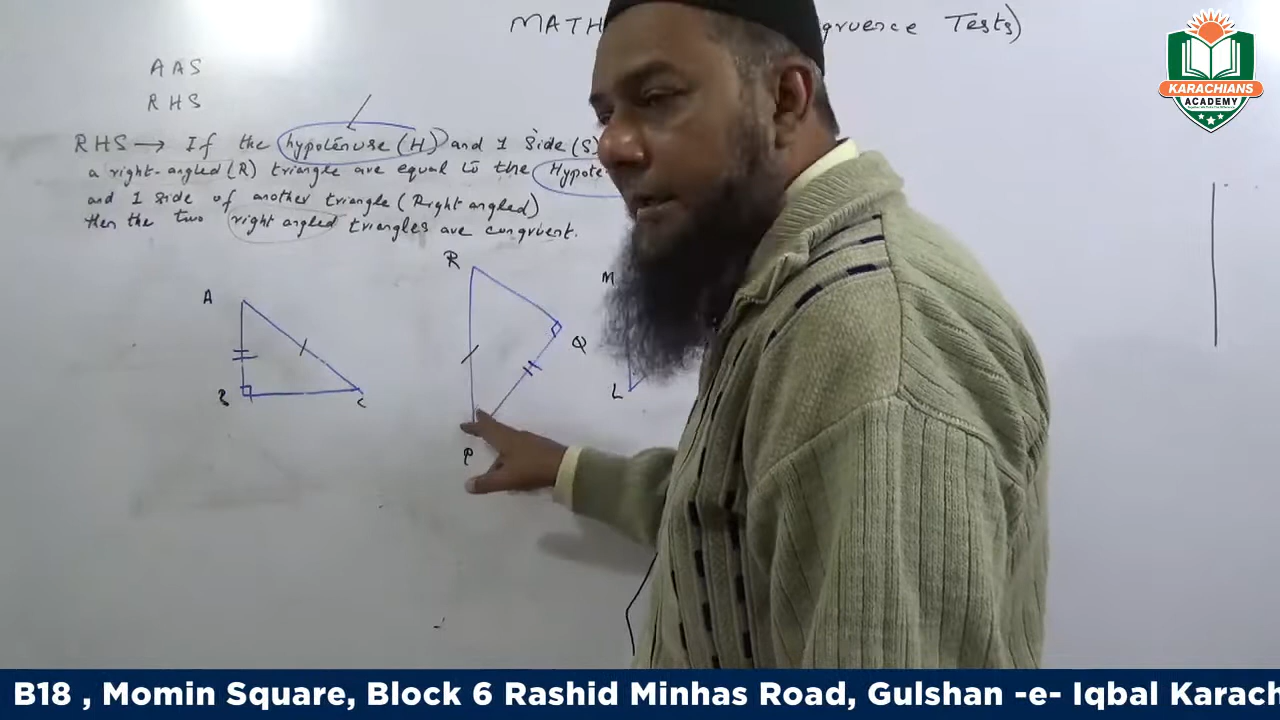 MATH
gruence Tests)
AAS
RHS
RHS → If the hypotenuse (H) and 1 Side (S)
a right-angled (R) triangle are equal to the Hypote
and 1 side of another triangle (Right angled)
then the two right angled triangles are congruent.
A
B
C
R
Q
P
M
L
KARACHIANS
ACADEMY
B18 , Momin Square, Block 6 Rashid Minhas Road, Gulshan -e- Iqbal Karach